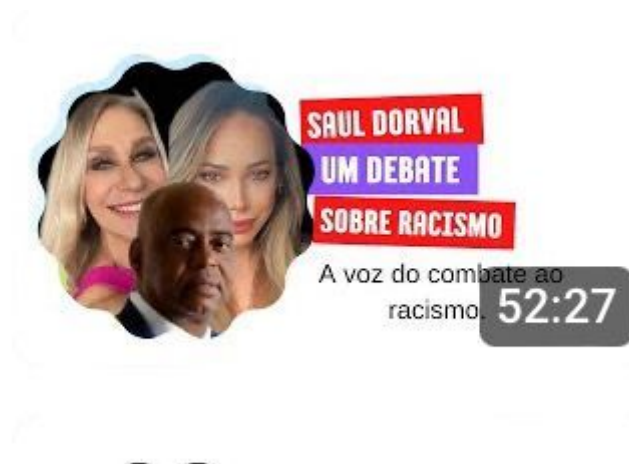 SAUL DORVAL
UM DEBATE
SOBRE RACISMO
A voz do combate ao
racismo.
52:27